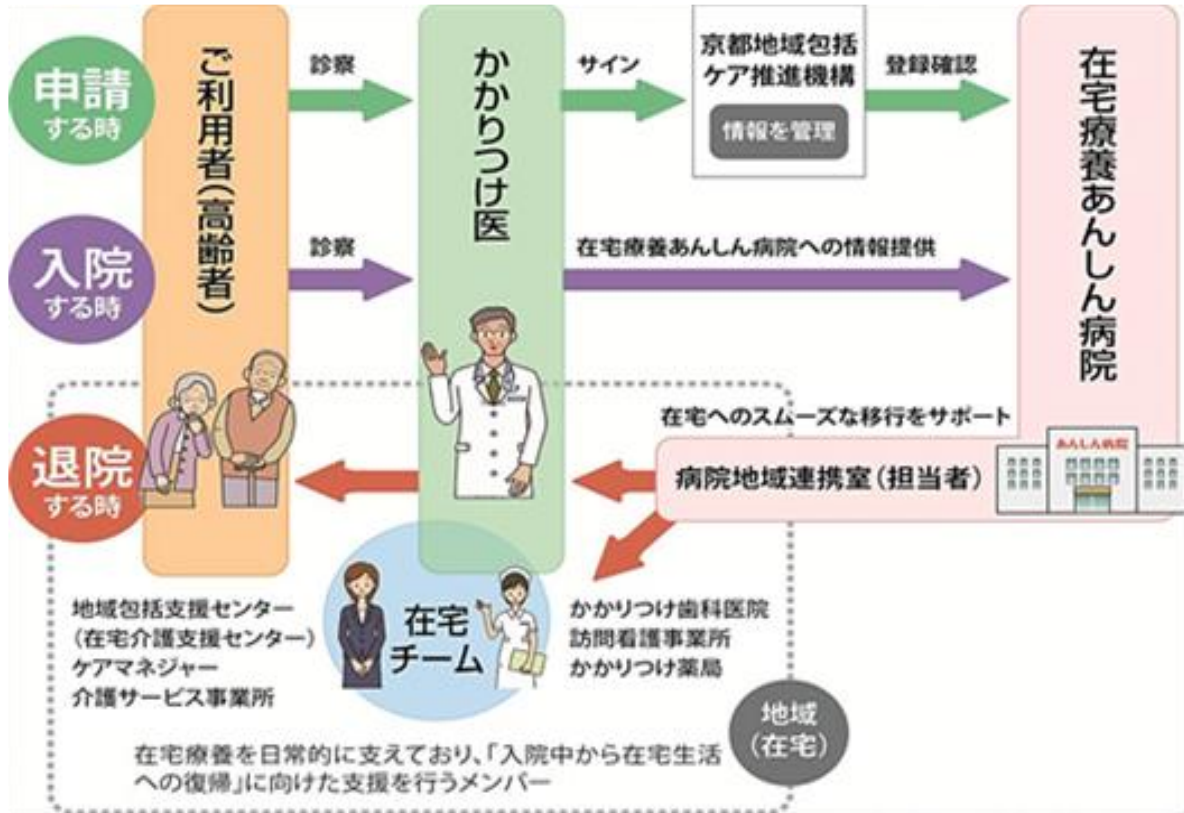 申請
する時
ご利用者(高齢者)
診察
かかりつけ医
サイン
京都地域包括
ケア推進機構
情報を管理
登録確認
在宅療養あんしん病院
入院
する時
診察
在宅療養あんしん病院への情報提供
退院
する時
在宅へのスムーズな移行をサポート
病院地域連携室(担当者)
あんしん病院
地域包括支援センター
(在宅介護支援センター)
ケアマネジャー
介護サービス事業所
在宅
チーム
かかりつけ歯科医院
訪問看護事業所
かかりつけ薬局
地域
(在宅)
在宅療養を日常的に支えており、「入院中から在宅生活
への復帰」に向けた支援を行うメンバー